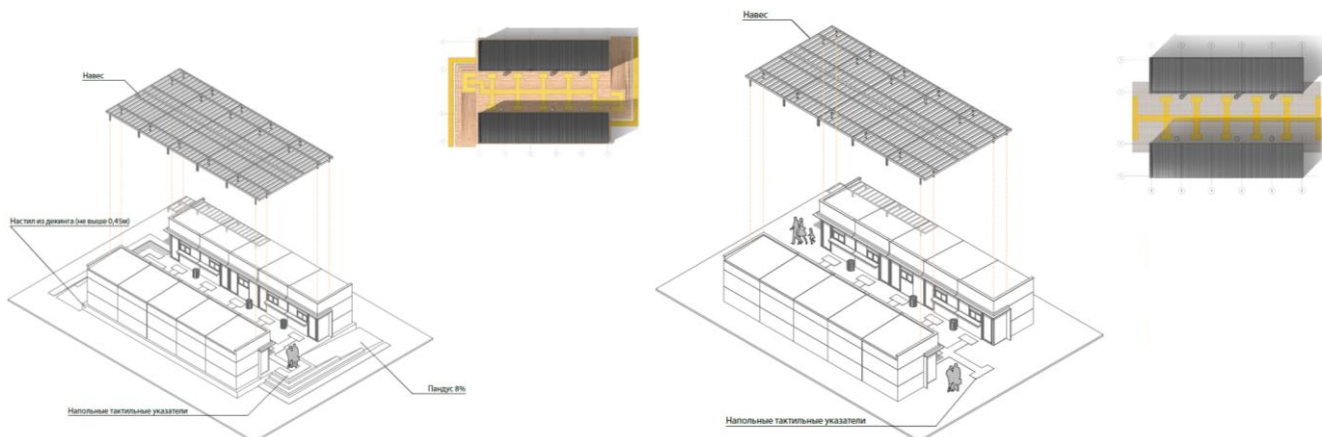 Навес
Настил из декинга (не выше 0,45м)
Пандус 8%
Напольные тактильные указатели
Навес
Напольные тактильные указатели